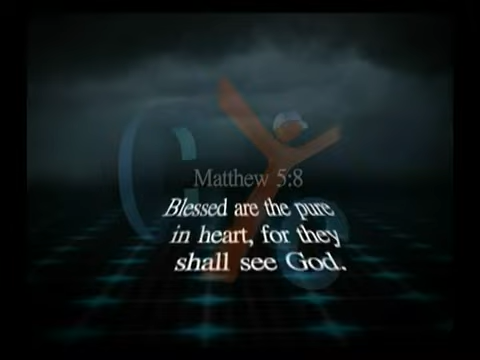 Matthew 5:8
Blessed are the pure
in heart, for they
shall see God.